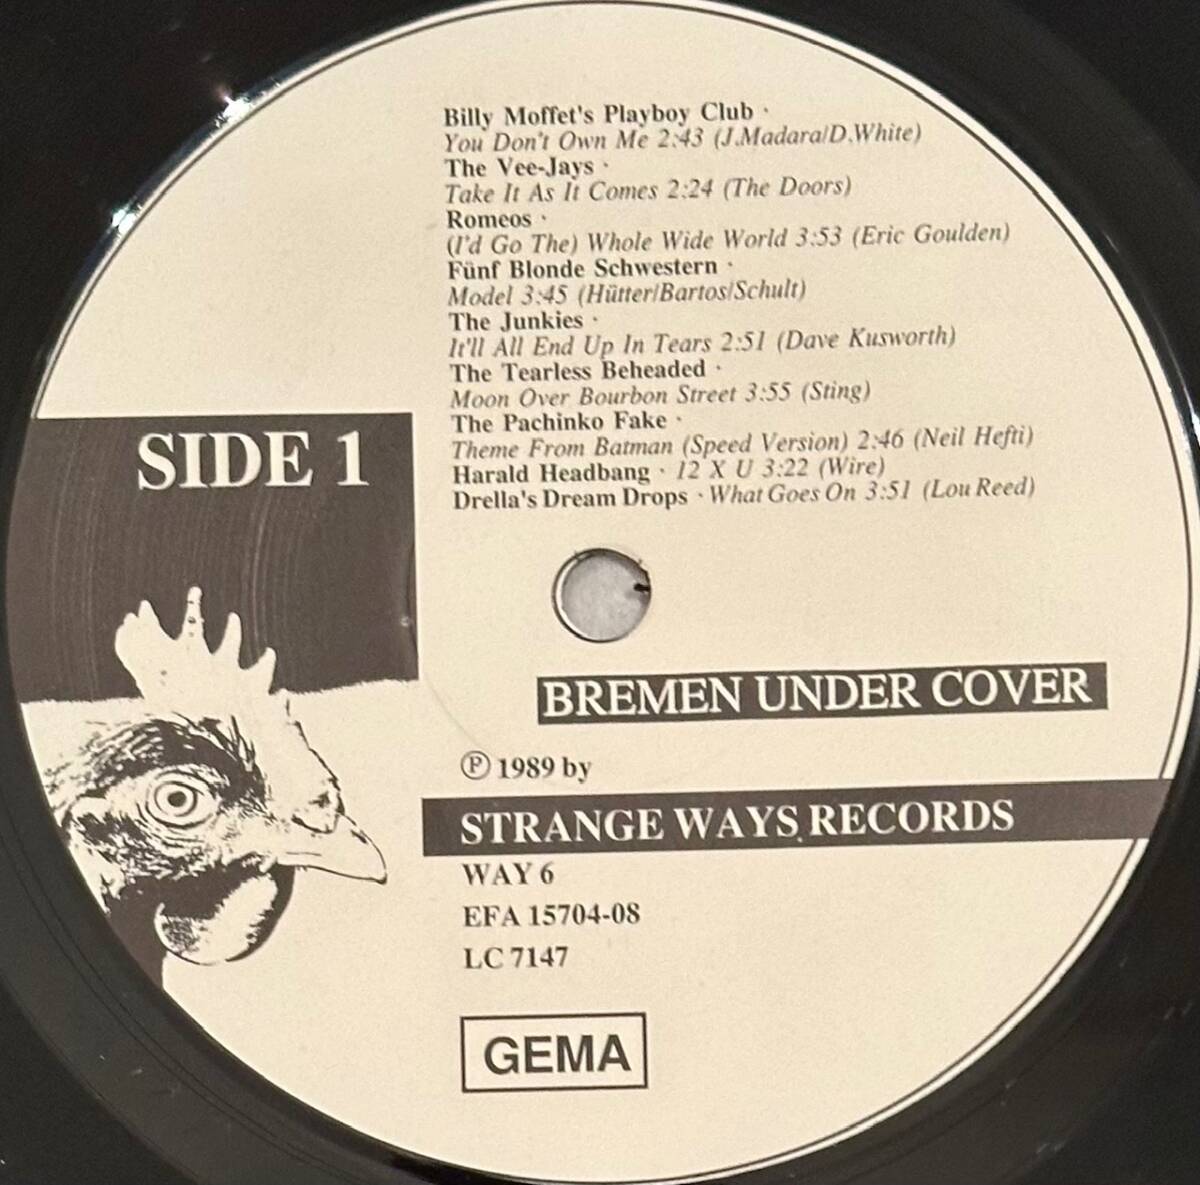 Billy Moffet's Playboy Club ·
You Don't Own Me 2:43 (J.Madara/D.White)
The Vee-Jays ·
Take It As It Comes 2:24 (The Doors)
Romeos ·
(I'd Go The) Whole Wide World 3:53 (Eric Goulden)
Fünf Blonde Schwestern ·
Model 3:45 (Hütter/Bartos/Schult)
The Junkies ·
It'll All End Up In Tears 2:51 (Dave Kusworth)
The Tearless Beheaded ·
Moon Over Bourbon Street 3:55 (Sting)
The Pachinko Fake ·
Theme From Batman (Speed Version) 2:46 (Neil Hefti)
Harald Headbang · 12 X U 3:22 (Wire)
Drella's Dream Drops · What Goes On 3:51 (Lou Reed)
SIDE 1
BREMEN UNDER COVER
℗ 1989 by
STRANGE WAYS RECORDS
WAY 6
EFA 15704-08
LC 7147
GEMA